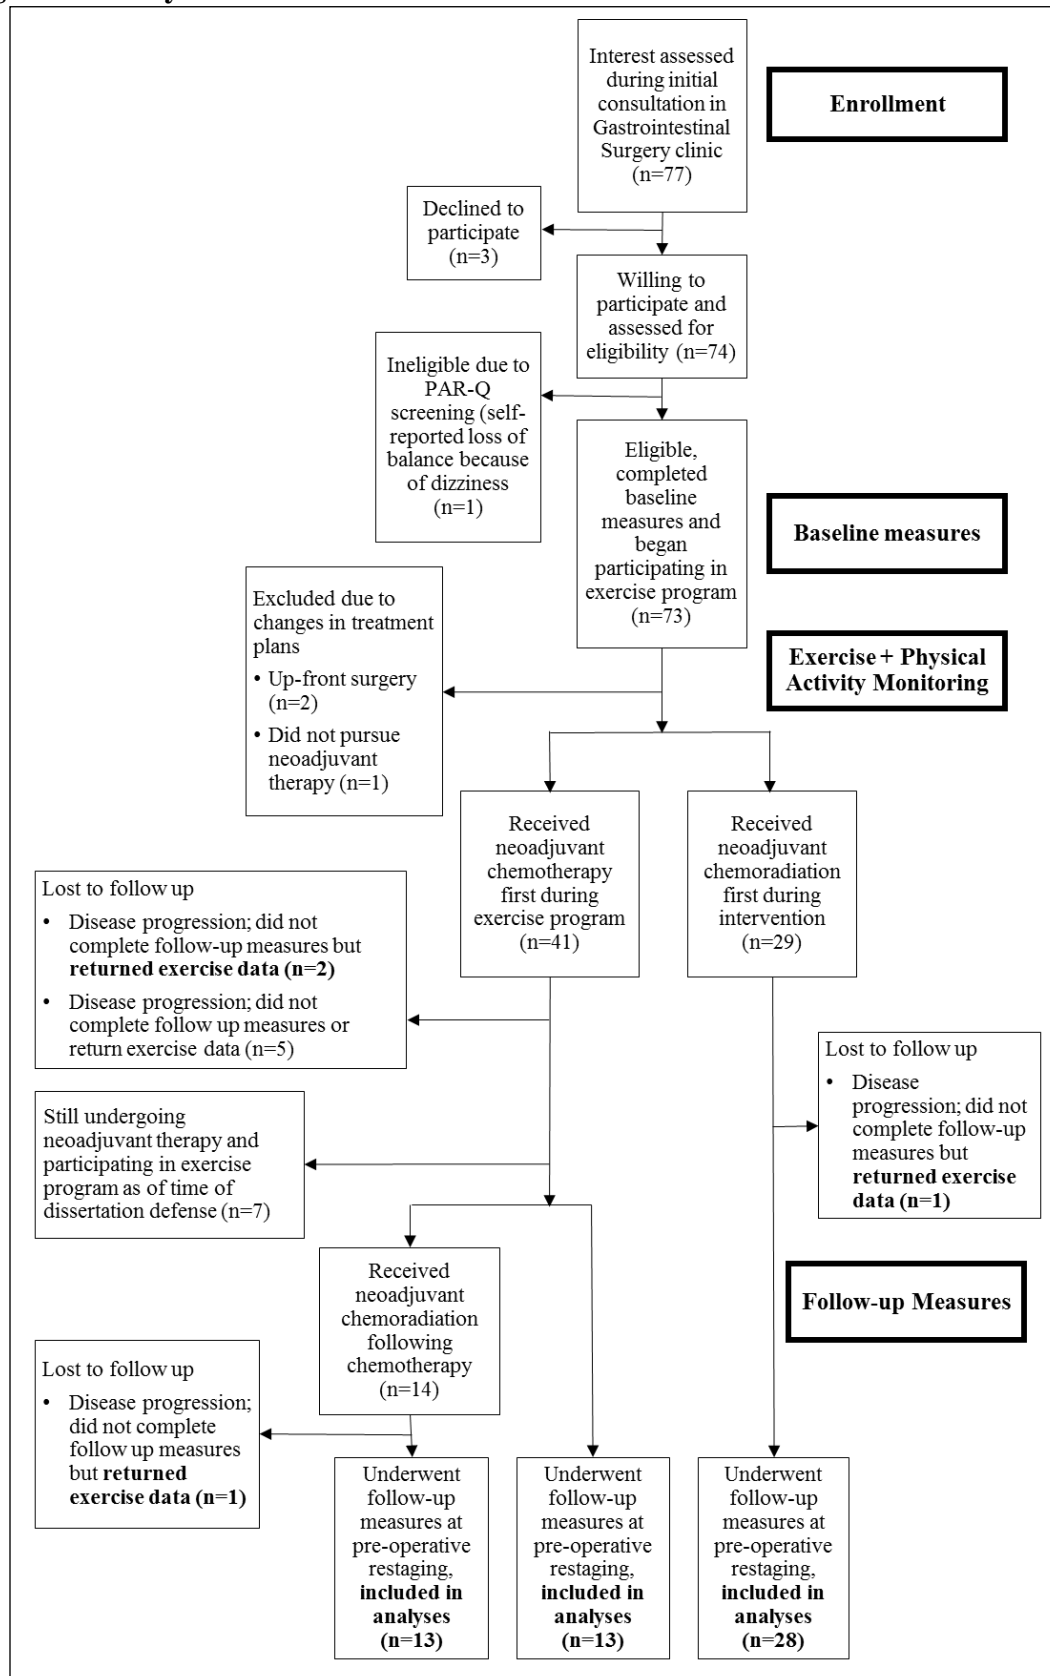 Interest assessed
during initial
consultation in
Gastrointestinal
Surgery clinic
(n=77)
Enrollment
Declined to
participate
(n=3)
Willing to
participate and
assessed for
eligibility (n=74)
Ineligible due to
PAR-Q
screening (self-
reported loss of
balance because
of dizziness
(n=1)
Eligible,
completed
baseline
measures and
began
participating in
exercise program
(n=73)
Baseline measures
Excluded due to
changes in treatment
plans
• Up-front surgery
(n=2)
• Did not pursue
neoadjuvant
therapy (n=1)
Exercise + Physical
Activity Monitoring
Received
neoadjuvant
chemotherapy
first during
exercise program
(n=41)
Received
neoadjuvant
chemoradiation
first during
intervention
(n=29)
Lost to follow up
• Disease progression; did not
complete follow-up measures but
returned exercise data (n=2)
• Disease progression; did not
complete follow up measures or
return exercise data (n=5)
Lost to follow up
• Disease
progression; did not
complete follow-up
measures but
returned exercise
data (n=1)
Still undergoing
neoadjuvant therapy and
participating in exercise
program as of time of
dissertation defense (n=7)
Received
neoadjuvant
chemoradiation
following
chemotherapy
(n=14)
Follow-up Measures
Lost to follow up
• Disease progression;
did not complete
follow up measures
but returned
exercise data (n=1)
Underwent
follow-up
measures at
pre-operative
restaging,
included in
analyses
(n=13)
Underwent
follow-up
measures at
pre-operative
restaging,
included in
analyses
(n=13)
Underwent
follow-up
measures at
pre-operative
restaging,
included in
analyses
(n=28)